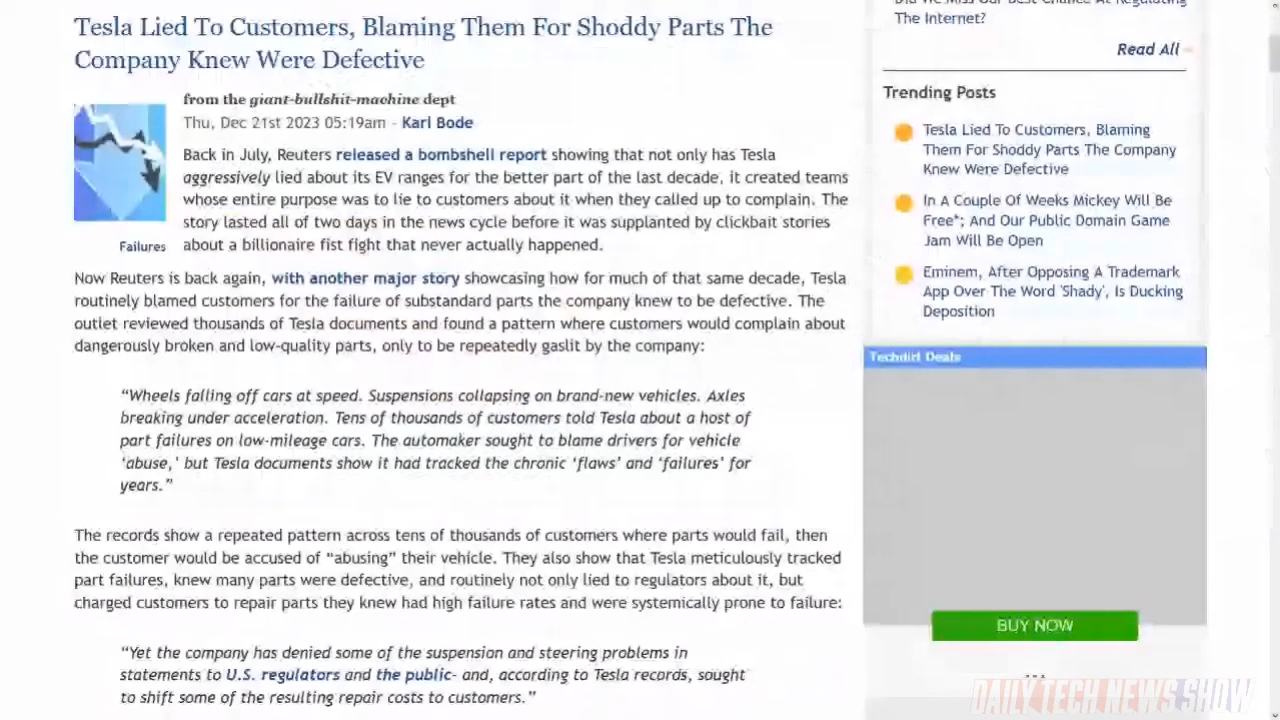 Tesla Lied To Customers, Blaming Them For Shoddy Parts The
Company Knew Were Defective
from the giant-bullshit-machine dept
Thu, Dec 21st 2023 05:19am - Karl Bode
Failures
Back in July, Reuters released a bombshell report showing that not only has Tesla
aggressively lied about its EV ranges for the better part of the last decade, it created teams
whose entire purpose was to lie to customers about it when they called up to complain. The
story lasted all of two days in the news cycle before it was supplanted by clickbait stories
about a billionaire fist fight that never actually happened.
Now Reuters is back again, with another major story showcasing how for much of that same decade, Tesla
routinely blamed customers for the failure of substandard parts the company knew to be defective. The
outlet reviewed thousands of Tesla documents and found a pattern where customers would complain about
dangerously broken and low-quality parts, only to be repeatedly gaslit by the company:
“Wheels falling off cars at speed. Suspensions collapsing on brand-new vehicles. Axles
breaking under acceleration. Tens of thousands of customers told Tesla about a host of
part failures on low-mileage cars. The automaker sought to blame drivers for vehicle
‘abuse,’ but Tesla documents show it had tracked the chronic ‘flaws’ and ‘failures’ for
years.”
The records show a repeated pattern across tens of thousands of customers where parts would fail, then
the customer would be accused of “abusing” their vehicle. They also show that Tesla meticulously tracked
part failures, knew many parts were defective, and routinely not only lied to regulators about it, but
charged customers to repair parts they knew had high failure rates and were systemically prone to failure:
“Yet the company has denied some of the suspension and steering problems in
statements to U.S. regulators and the public- and, according to Tesla records, sought
to shift some of the resulting repair costs to customers.”
Did We Miss Our Best Chance At Regulating
The Internet?
Read All
Trending Posts
Tesla Lied To Customers, Blaming
Them For Shoddy Parts The Company
Knew Were Defective
In A Couple Of Weeks Mickey Will Be
Free*; And Our Public Domain Game
Jam Will Be Open
Eminem, After Opposing A Trademark
App Over The Word 'Shady', Is Ducking
Deposition
Techdirt Deals
BUY NOW
DAILY TECH NEWS SHOW